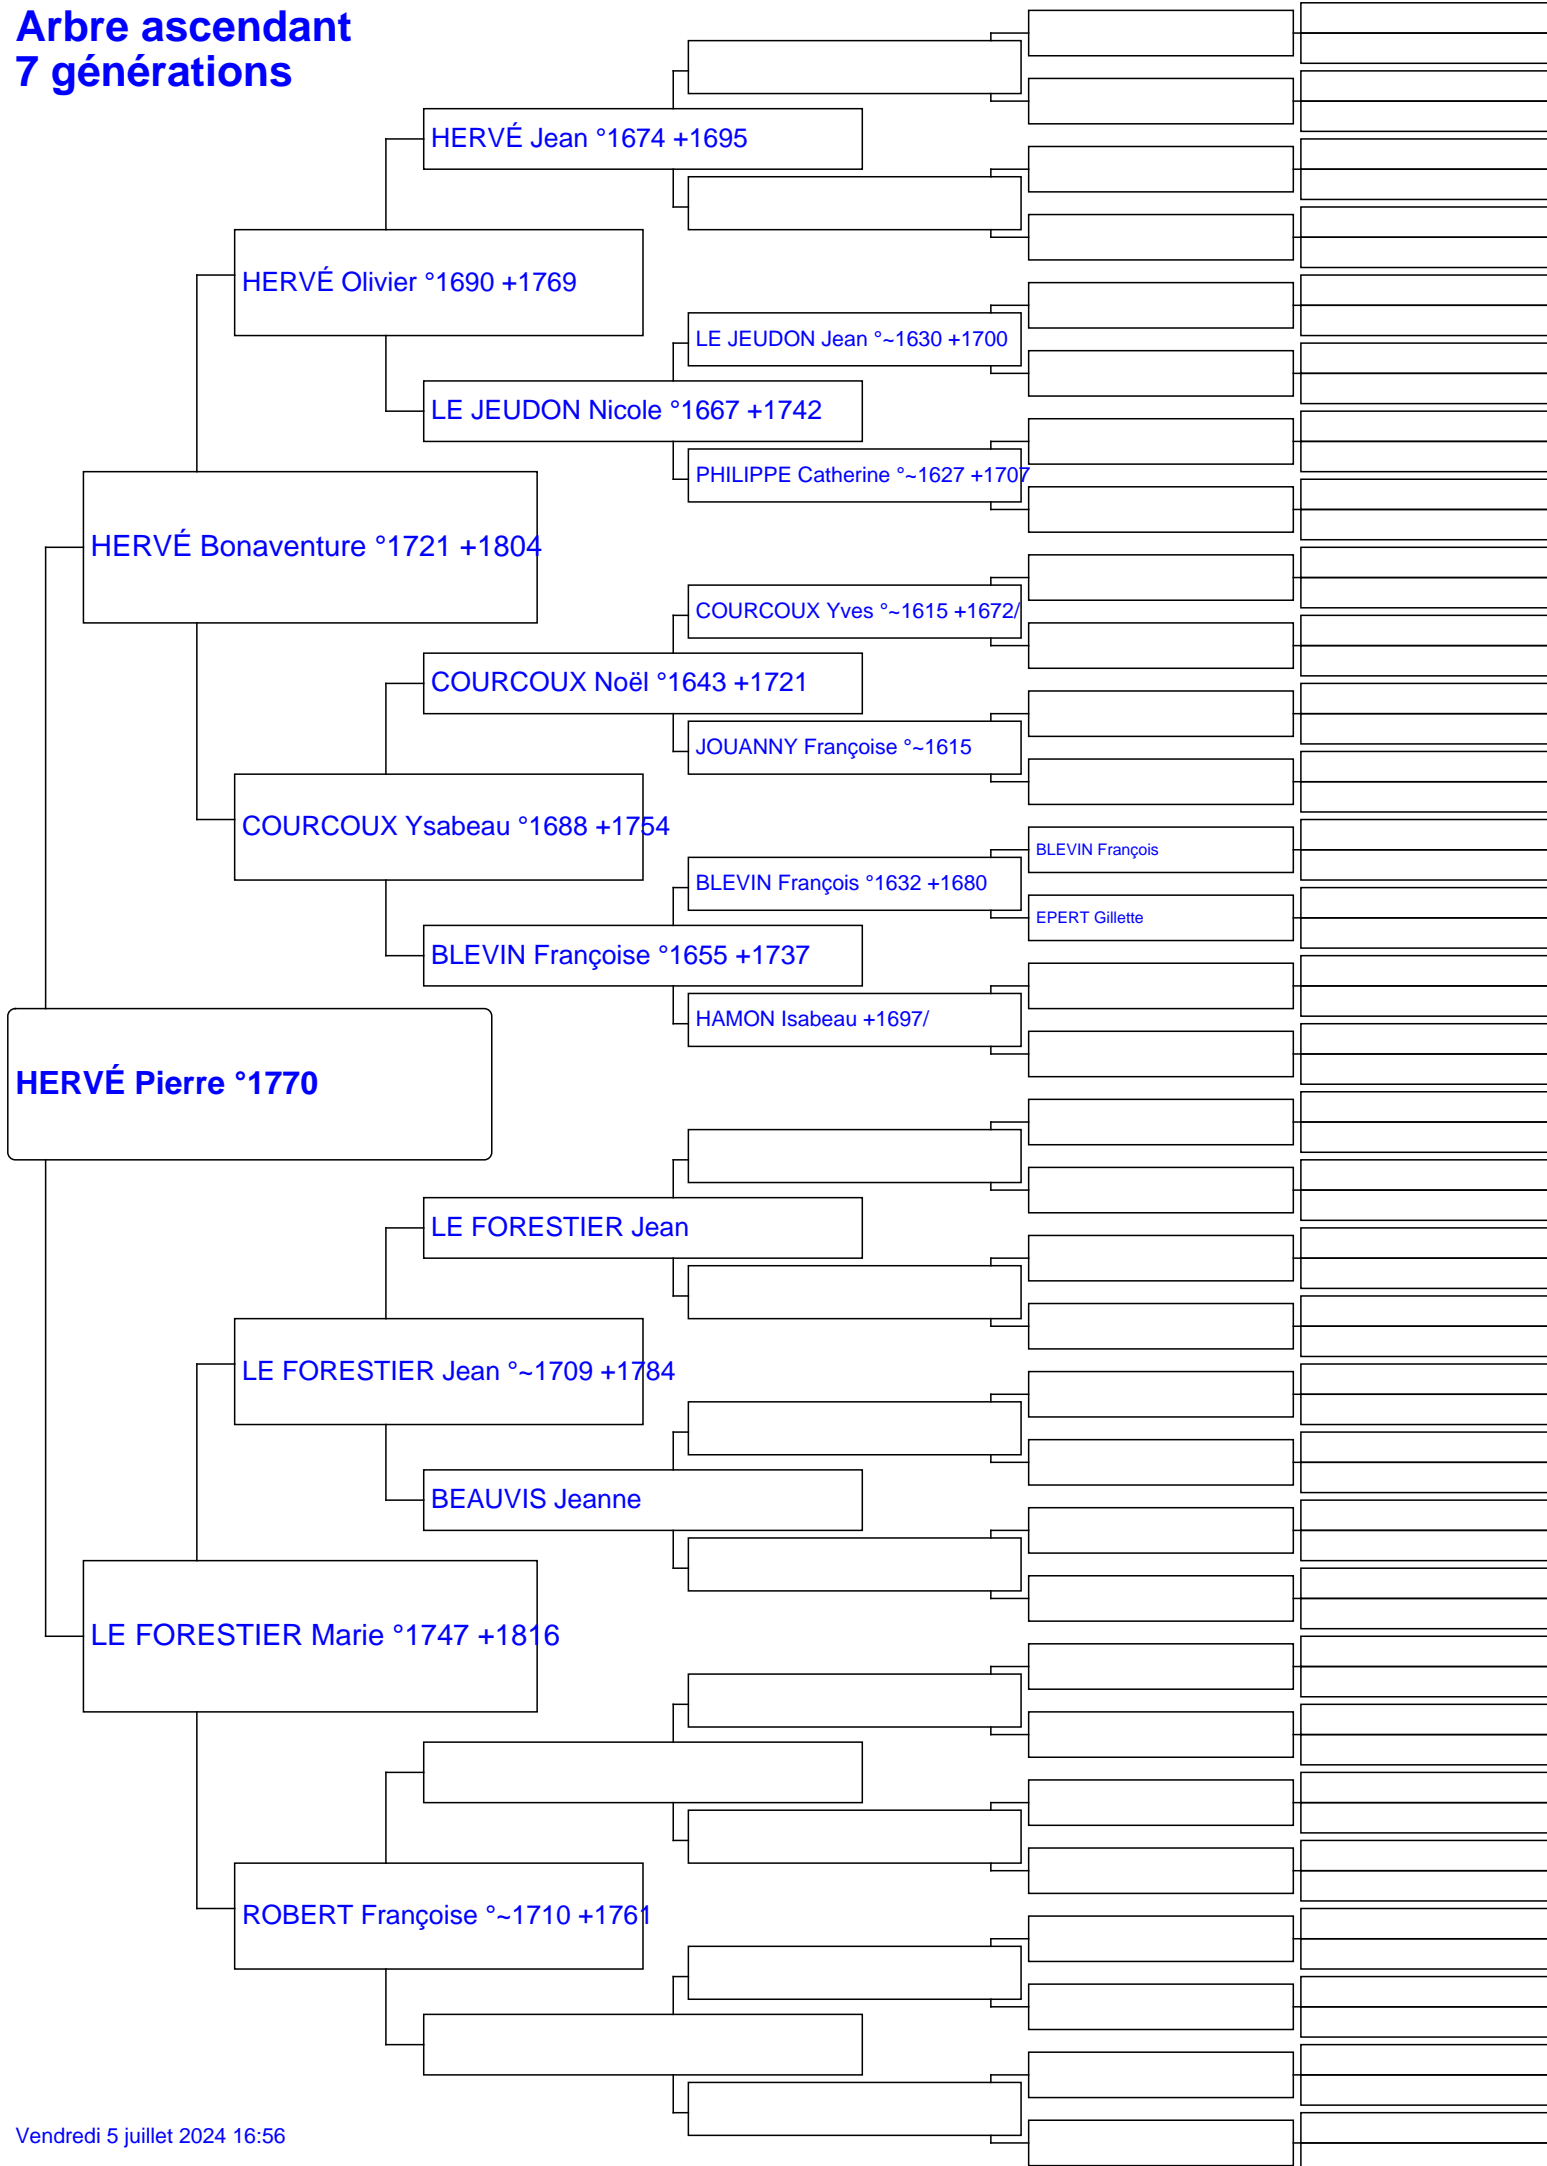 Arbre ascendant
7 générations
HERVÉ Jean °1674 +1695
HERVÉ Olivier °1690 +1769
LE JEUDON Jean °~1630 +1700
LE JEUDON Nicole °1667 +1742
PHILIPPE Catherine °~1627 +1707
HERVÉ Bonaventure °1721 +1804
COURCOUX Yves °~1615 +1672/
COURCOUX Noël °1643 +1721
JOUANNY Françoise °~1615
COURCOUX Ysabeau °1688 +1754
BLEVIN François
BLEVIN François °1632 +1680
EPERT Gillette
BLEVIN Françoise °1655 +1737
HAMON Isabeau +1697/
HERVÉ Pierre °1770
LE FORESTIER Jean
LE FORESTIER Jean °~1709 +1784
BEAUVIS Jeanne
LE FORESTIER Marie °1747 +1816
ROBERT Françoise °~1710 +1761
Vendredi 5 juillet 2024 16:56